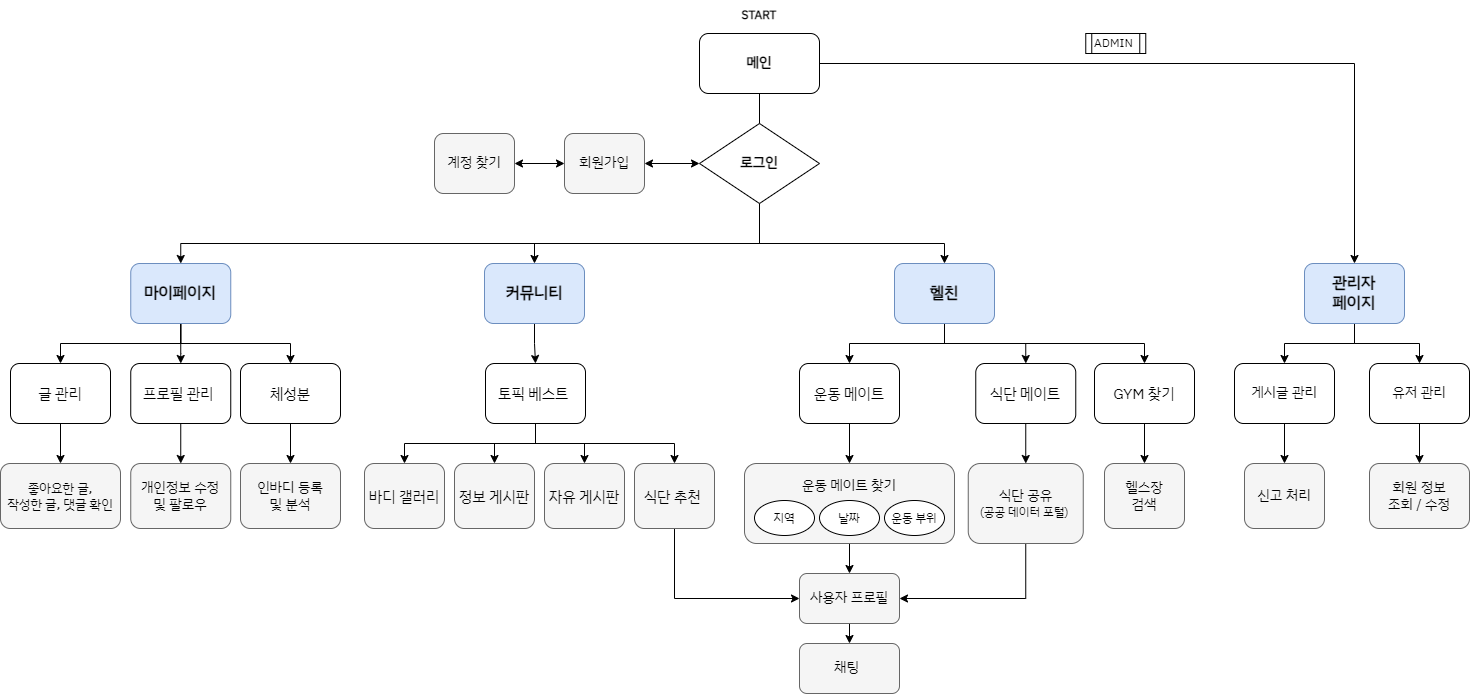 START
메인
ADMIN
계정 찾기
회원가입
로그인
마이페이지
커뮤니티
헬친
관리자
페이지
글 관리
프로필 관리
체성분
토픽 베스트
운동 메이트
식단 메이트
GYM 찾기
게시글 관리
유저 관리
좋아요한 글,
작성한 글, 댓글 확인
개인정보 수정
및 팔로우
인바디 등록
및 분석
바디 갤러리
정보 게시판
자유 게시판
식단 추천
운동 메이트 찾기
지역
날짜
운동 부위
식단 공유
(공공 데이터 포털)
헬스장
검색
신고 처리
회원 정보
조회 / 수정
사용자 프로필
채팅